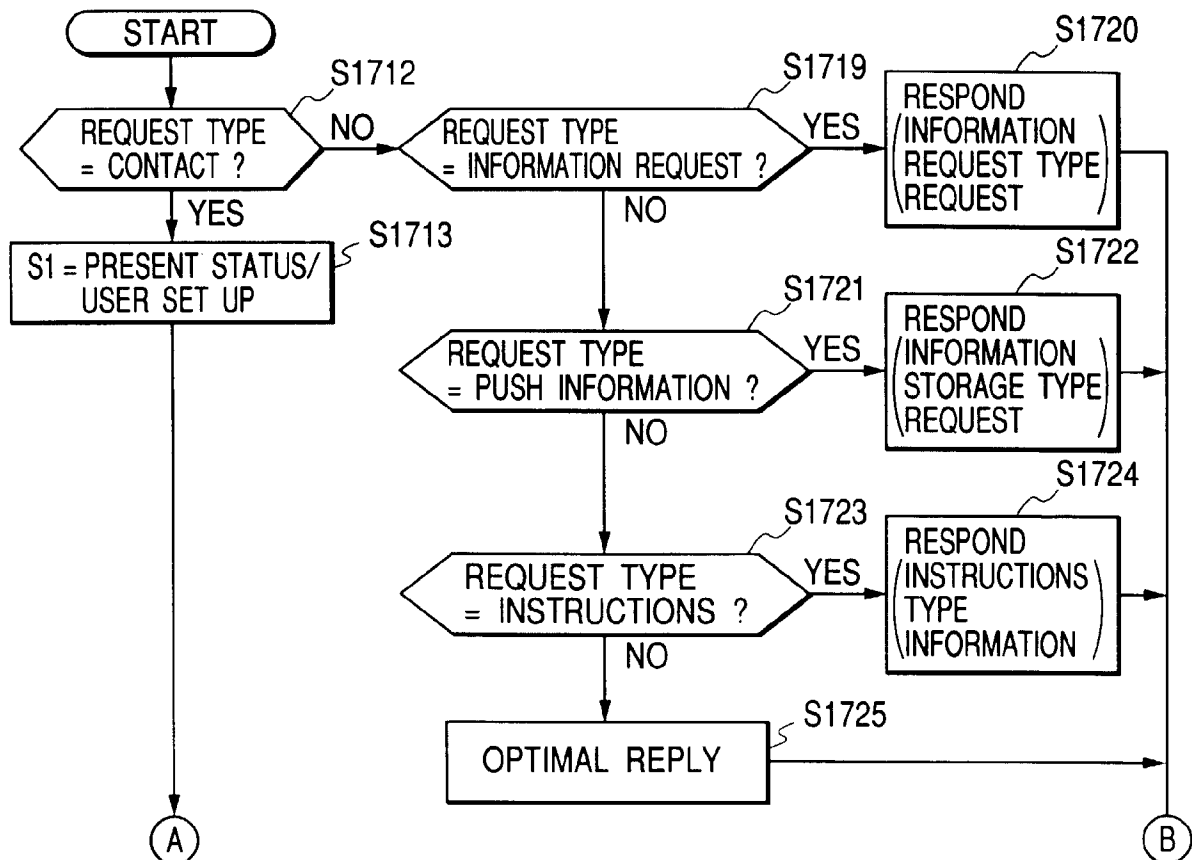 START
S1712
REQUEST TYPE
= CONTACT ?
NO
YES
S1713
S1 = PRESENT STATUS/
USER SET UP
S1719
REQUEST TYPE
= INFORMATION REQUEST ?
YES
NO
S1720
RESPOND
(INFORMATION
REQUEST TYPE
REQUEST)
S1721
REQUEST TYPE
= PUSH INFORMATION ?
YES
NO
S1722
RESPOND
(INFORMATION
STORAGE TYPE
REQUEST)
S1723
REQUEST TYPE
= INSTRUCTIONS ?
YES
NO
S1724
RESPOND
(INSTRUCTIONS
TYPE
INFORMATION)
S1725
OPTIMAL REPLY
A
B